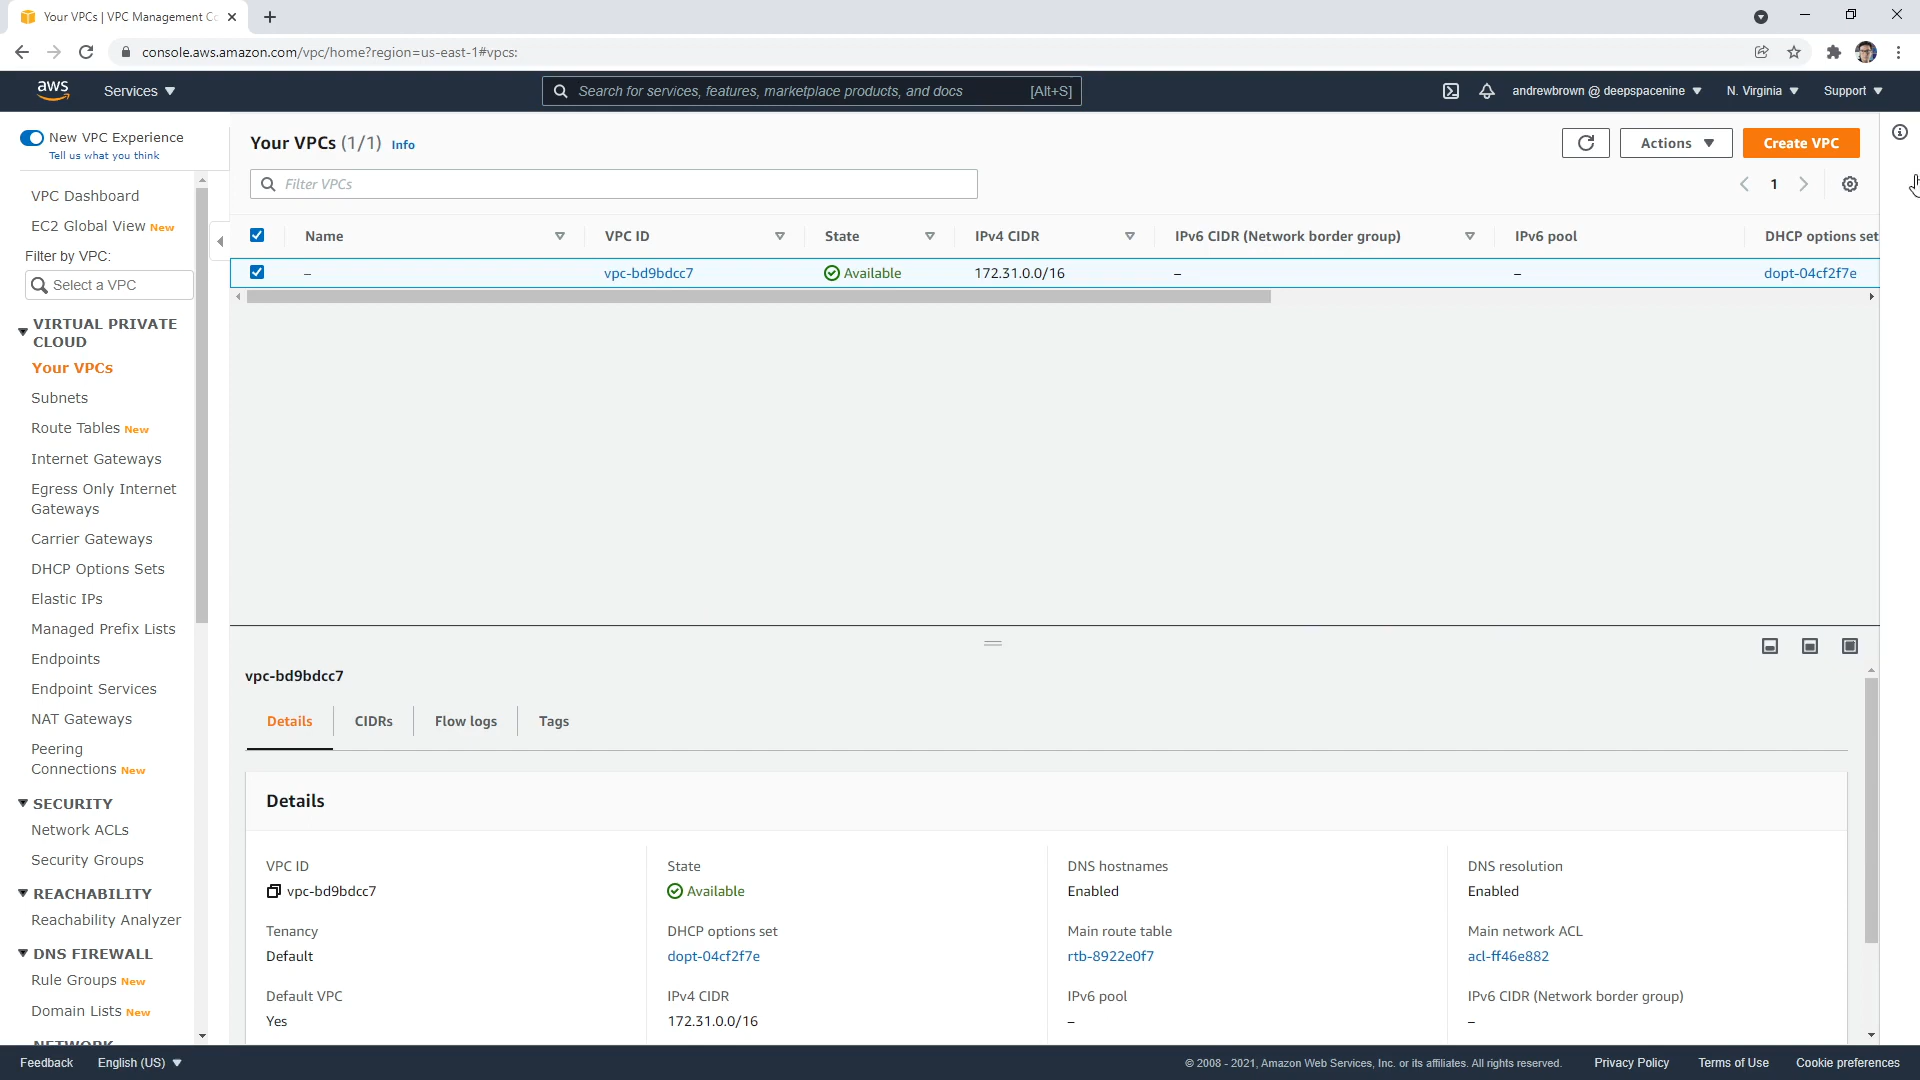 Your VPCs | VPC Management Co
console.aws.amazon.com/vpc/home?region=us-east-1#vpcs:
aws
Services
Search for services, features, marketplace products, and docs
[Alt+S]
andrewbrown @ deepspacenine
N. Virginia
Support
New VPC Experience
Tell us what you think
VPC Dashboard
EC2 Global View New
Filter by VPC:
Select a VPC
VIRTUAL PRIVATE
CLOUD
Your VPCs
Subnets
Route Tables New
Internet Gateways
Egress Only Internet
Gateways
Carrier Gateways
DHCP Options Sets
Elastic IPs
Managed Prefix Lists
Endpoints
Endpoint Services
NAT Gateways
Peering
Connections New
SECURITY
Network ACLs
Security Groups
REACHABILITY
Reachability Analyzer
DNS FIREWALL
Rule Groups New
Domain Lists New
NETWORK
Your VPCs (1/1) Info
Actions
Create VPC
Filter VPCs
1
Name
VPC ID
State
IPv4 CIDR
IPv6 CIDR (Network border group)
IPv6 pool
DHCP options set
–
vpc-bd9bdcc7
Available
172.31.0.0/16
–
–
dopt-04cf2f7e
vpc-bd9bdcc7
Details
CIDRs
Flow logs
Tags
Details
VPC ID
vpc-bd9bdcc7
State
Available
DNS hostnames
Enabled
DNS resolution
Enabled
Tenancy
Default
DHCP options set
dopt-04cf2f7e
Main route table
rtb-8922e0f7
Main network ACL
acl-ff46e882
Default VPC
Yes
IPv4 CIDR
172.31.0.0/16
IPv6 pool
–
IPv6 CIDR (Network border group)
–
Feedback
English (US)
© 2008 - 2021, Amazon Web Services, Inc. or its affiliates. All rights reserved.
Privacy Policy
Terms of Use
Cookie preferences